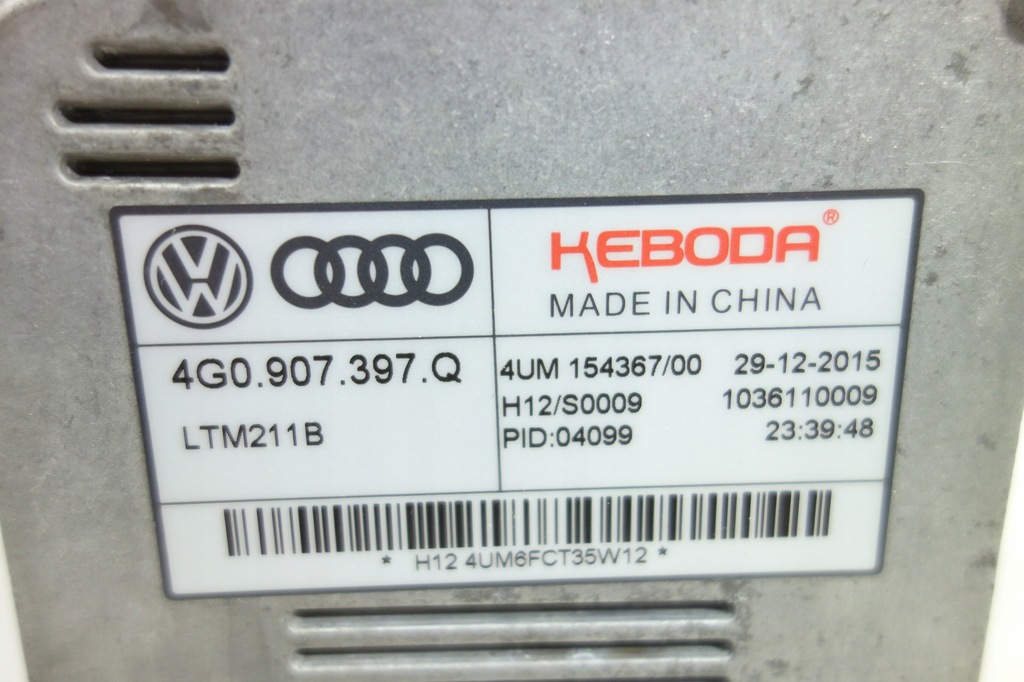 KEBODA®
MADE IN CHINA
4G0.907.397.Q
LTM211B
4UM 154367/00 29-12-2015
H12/S0009 1036110009
PID:04099 23:39:48
* H12 4UM6FCT35W12 *